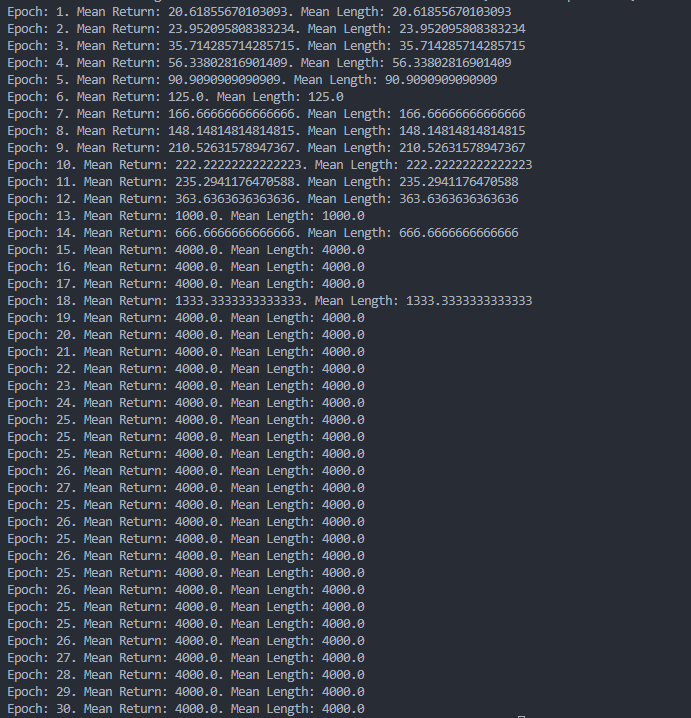 Epoch: 1. Mean Return: 20.61855670103093. Mean Length: 20.61855670103093
Epoch: 2. Mean Return: 23.952095808383234. Mean Length: 23.952095808383234
Epoch: 3. Mean Return: 35.714285714285715. Mean Length: 35.714285714285715
Epoch: 4. Mean Return: 56.33802816901409. Mean Length: 56.33802816901409
Epoch: 5. Mean Return: 90.9090909090909. Mean Length: 90.9090909090909
Epoch: 6. Mean Return: 125.0. Mean Length: 125.0
Epoch: 7. Mean Return: 166.66666666666666. Mean Length: 166.66666666666666
Epoch: 8. Mean Return: 148.14814814814815. Mean Length: 148.14814814814815
Epoch: 9. Mean Return: 210.52631578947367. Mean Length: 210.52631578947367
Epoch: 10. Mean Return: 222.22222222222223. Mean Length: 222.22222222222223
Epoch: 11. Mean Return: 235.2941176470588. Mean Length: 235.2941176470588
Epoch: 12. Mean Return: 363.6363636363636. Mean Length: 363.6363636363636
Epoch: 13. Mean Return: 1000.0. Mean Length: 1000.0
Epoch: 14. Mean Return: 666.6666666666666. Mean Length: 666.6666666666666
Epoch: 15. Mean Return: 4000.0. Mean Length: 4000.0
Epoch: 16. Mean Return: 4000.0. Mean Length: 4000.0
Epoch: 17. Mean Return: 4000.0. Mean Length: 4000.0
Epoch: 18. Mean Return: 1333.3333333333333. Mean Length: 1333.3333333333333
Epoch: 19. Mean Return: 4000.0. Mean Length: 4000.0
Epoch: 20. Mean Return: 4000.0. Mean Length: 4000.0
Epoch: 21. Mean Return: 4000.0. Mean Length: 4000.0
Epoch: 22. Mean Return: 4000.0. Mean Length: 4000.0
Epoch: 23. Mean Return: 4000.0. Mean Length: 4000.0
Epoch: 24. Mean Return: 4000.0. Mean Length: 4000.0
Epoch: 25. Mean Return: 4000.0. Mean Length: 4000.0
Epoch: 25. Mean Return: 4000.0. Mean Length: 4000.0
Epoch: 25. Mean Return: 4000.0. Mean Length: 4000.0
Epoch: 26. Mean Return: 4000.0. Mean Length: 4000.0
Epoch: 27. Mean Return: 4000.0. Mean Length: 4000.0
Epoch: 25. Mean Return: 4000.0. Mean Length: 4000.0
Epoch: 26. Mean Return: 4000.0. Mean Length: 4000.0
Epoch: 25. Mean Return: 4000.0. Mean Length: 4000.0
Epoch: 26. Mean Return: 4000.0. Mean Length: 4000.0
Epoch: 25. Mean Return: 4000.0. Mean Length: 4000.0
Epoch: 26. Mean Return: 4000.0. Mean Length: 4000.0
Epoch: 25. Mean Return: 4000.0. Mean Length: 4000.0
Epoch: 25. Mean Return: 4000.0. Mean Length: 4000.0
Epoch: 26. Mean Return: 4000.0. Mean Length: 4000.0
Epoch: 27. Mean Return: 4000.0. Mean Length: 4000.0
Epoch: 28. Mean Return: 4000.0. Mean Length: 4000.0
Epoch: 29. Mean Return: 4000.0. Mean Length: 4000.0
Epoch: 30. Mean Return: 4000.0. Mean Length: 4000.0